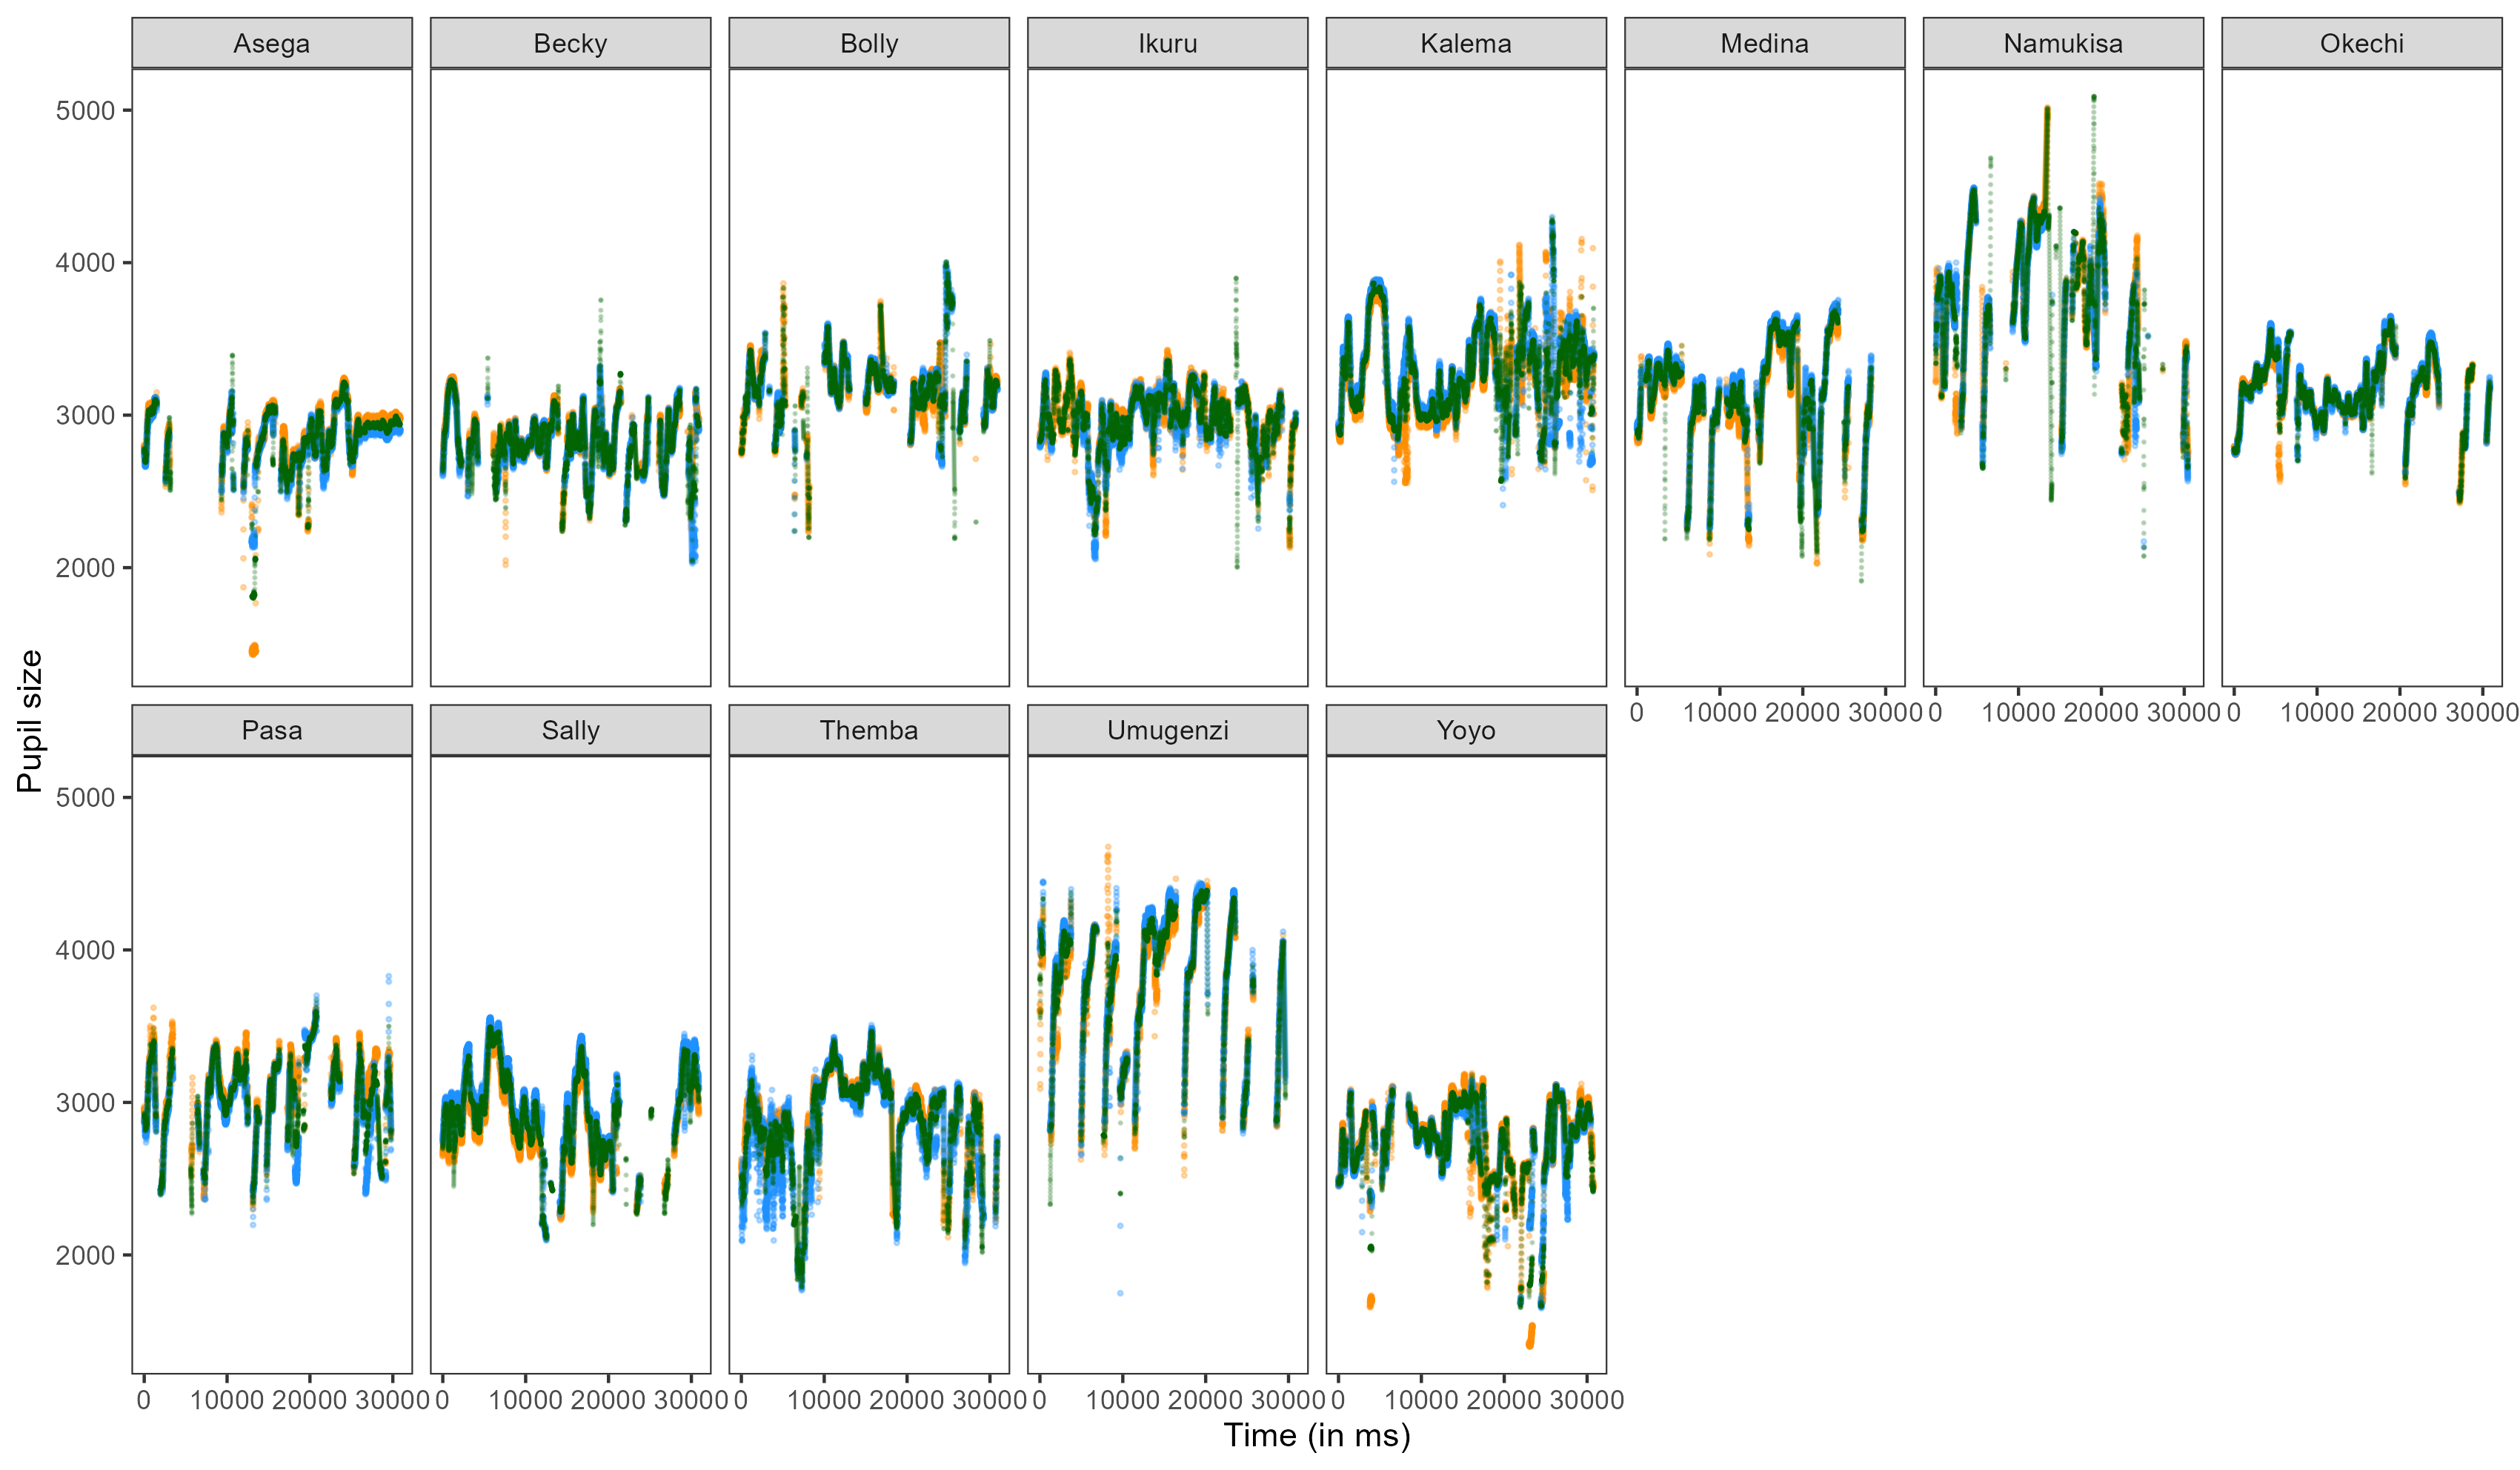 Asega Becky Bolly Ikuru Kalema Medina Namukisa Okechi
5000
4000
3000
2000
0 10000 20000 30000 0 10000 20000 30000 0 10000 20000 30000
Pupil size
Pasa Sally Themba Umugenzi Yoyo
5000
4000
3000
2000
0 10000 20000 30000 0 10000 20000 30000 0 10000 20000 30000 0 10000 20000 30000 0 10000 20000 30000
Time (in ms)